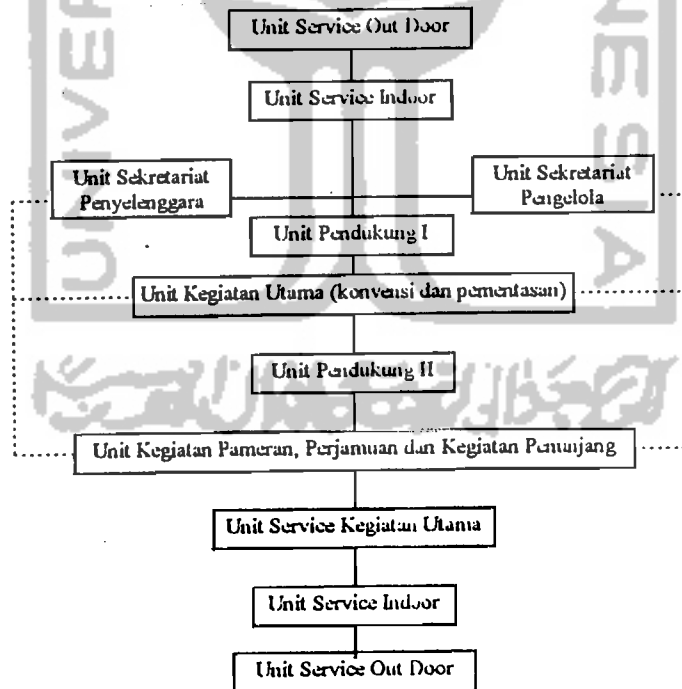 Unit Service Out Door
Unit Service Indoor
Unit Sekretariat
Penyelenggara
Unit Sekretariat
Pengelola
Unit Pendukung I
Unit Kegiatan Utama (konvensi dan pementasan)
Unit Pendukung II
Unit Kegiatan Pameran, Perjamuan dan Kegiatan Penunjang
Unit Service Kegiatan Utama
Unit Service Indoor
Unit Service Out Door